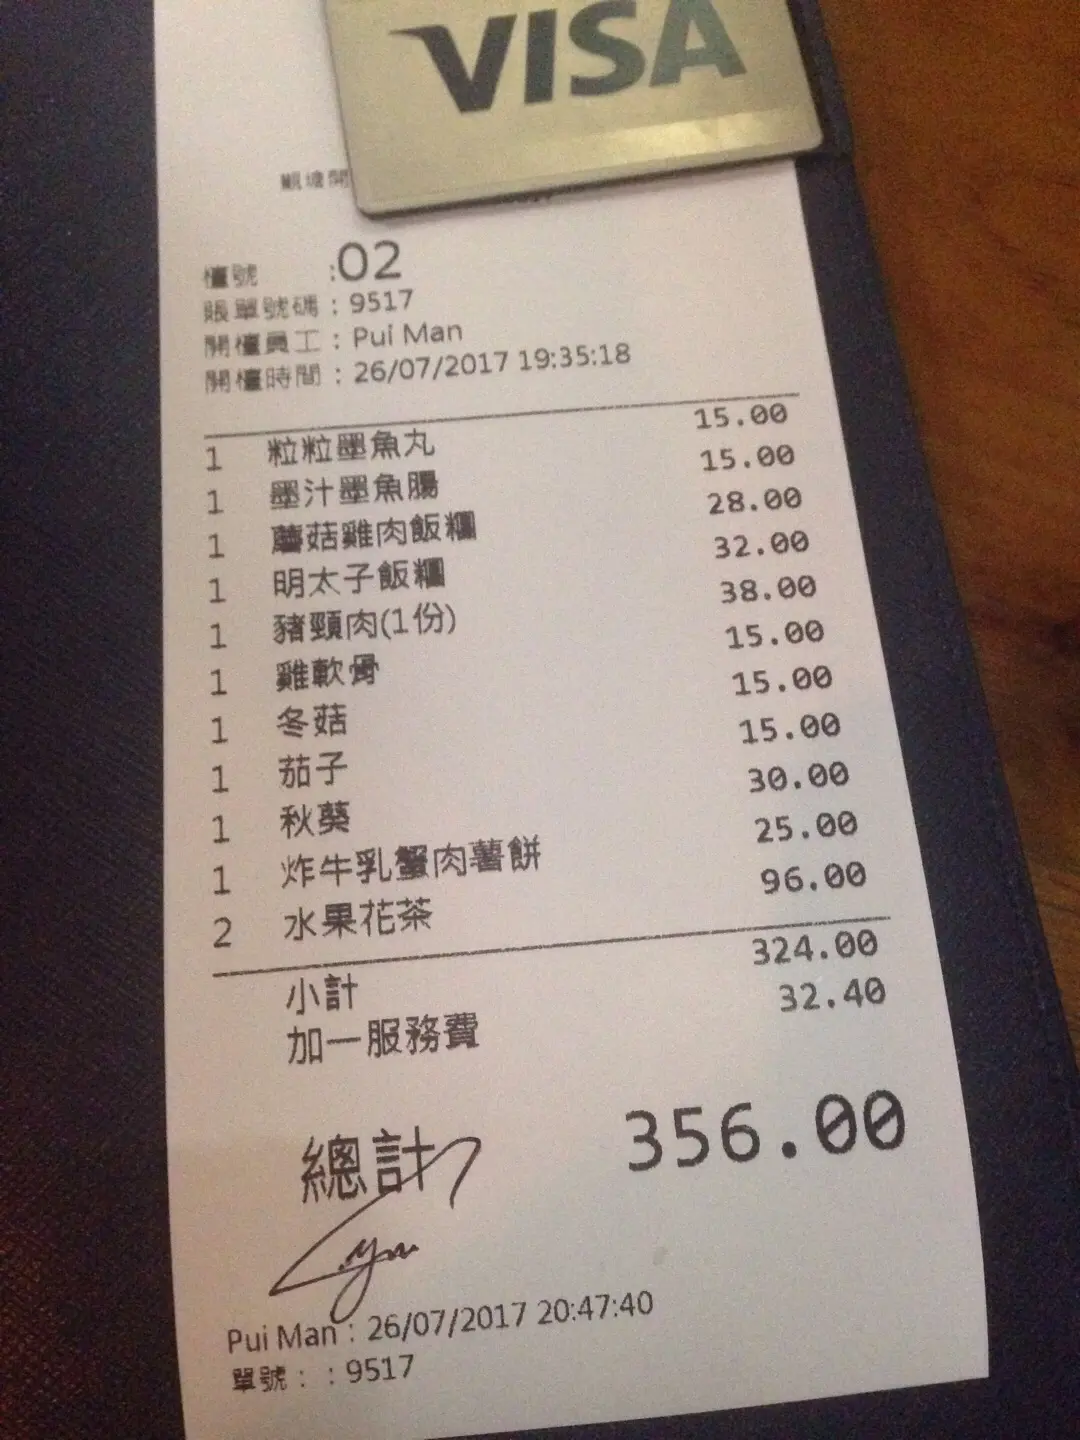 VISA
觀塘開
檯號 :02
賬單號碼 : 9517
開檯員工 : Pui Man
開檯時間 : 26/07/2017 19:35:18
1 粒粒墨魚丸 15.00
1 墨汁墨魚腸 15.00
1 蘑菇雞肉飯糰 28.00
1 明太子飯糰 32.00
1 豬頸肉(1份) 38.00
1 雞軟骨 15.00
1 冬菇 15.00
1 茄子 15.00
1 秋葵 30.00
1 炸牛乳蟹肉薯餅 25.00
2 水果花茶 96.00
小計 324.00
加一服務費 32.40
總計 356.00
Pui Man : 26/07/2017 20:47:40
單號 : : 9517